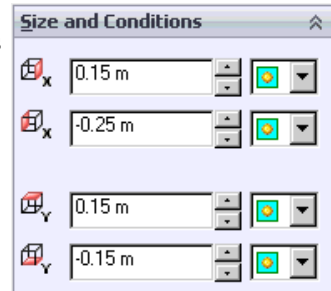 Size and Conditions
X 0.15 m
X -0.25 m
Y 0.15 m
Y -0.15 m